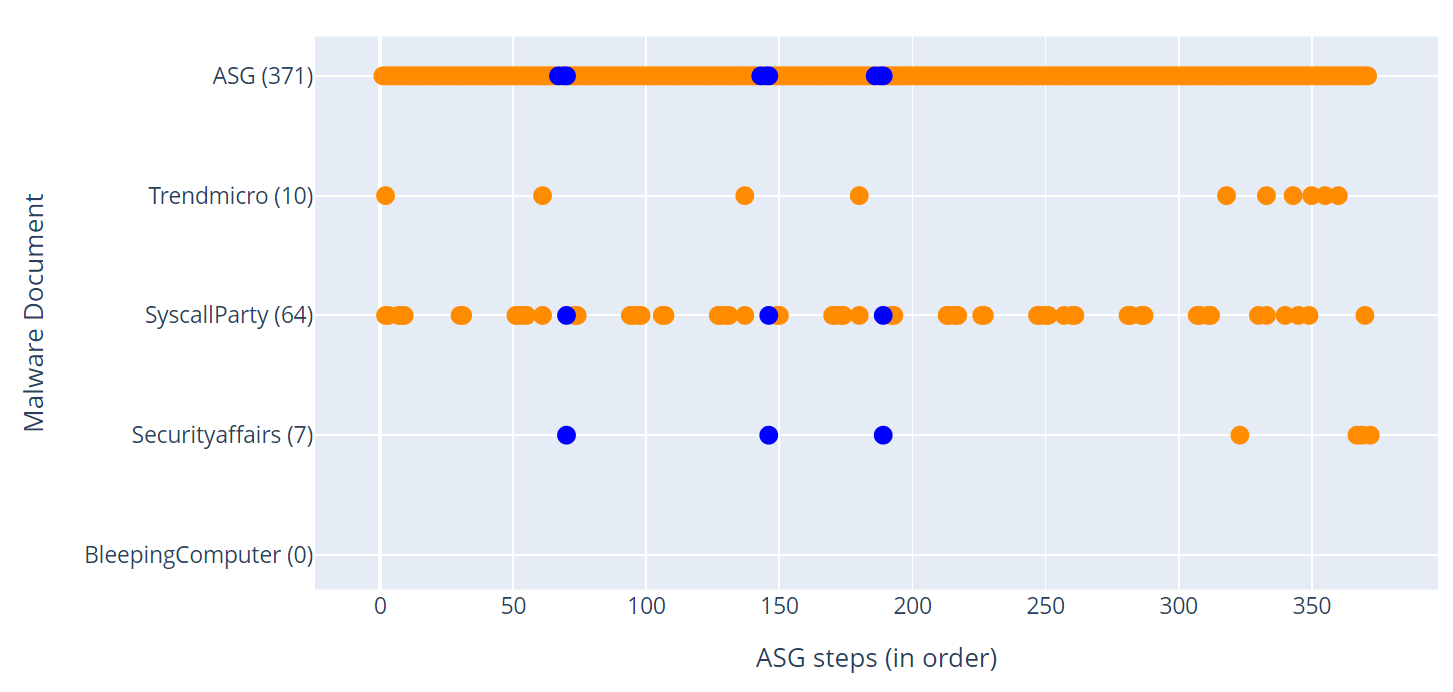 ASG (371)
Trendmicro (10)
SyscallParty (64)
Securityaffairs (7)
BleepingComputer (0)
Malware Document
0 50 100 150 200 250 300 350
ASG steps (in order)